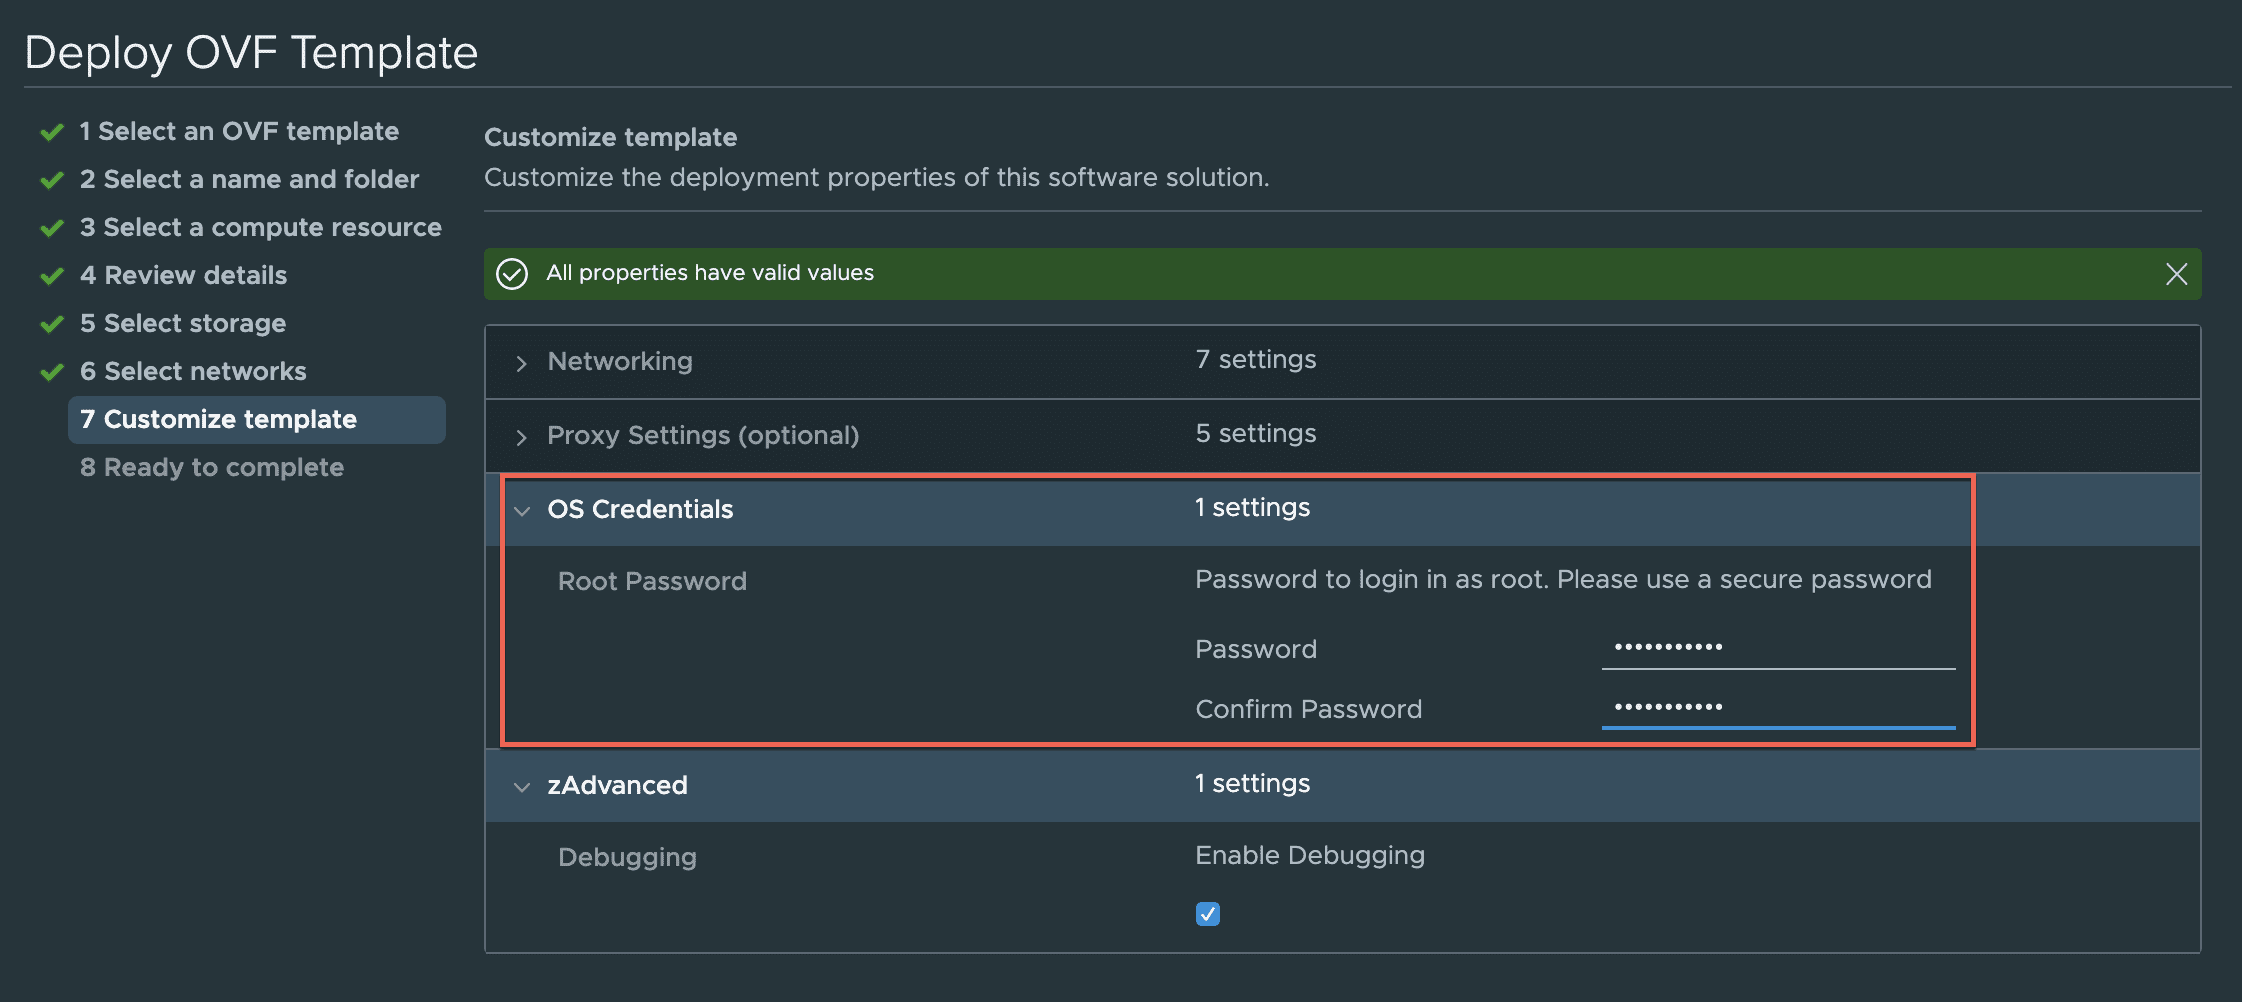 Deploy OVF Template
1 Select an OVF template
2 Select a name and folder
3 Select a compute resource
4 Review details
5 Select storage
6 Select networks
7 Customize template
8 Ready to complete
Customize template
Customize the deployment properties of this software solution.
All properties have valid values
Networking 7 settings
Proxy Settings (optional) 5 settings
OS Credentials 1 settings
Root Password Password to login in as root. Please use a secure password
Password •••••••••••
Confirm Password •••••••••••
zAdvanced 1 settings
Debugging Enable Debugging